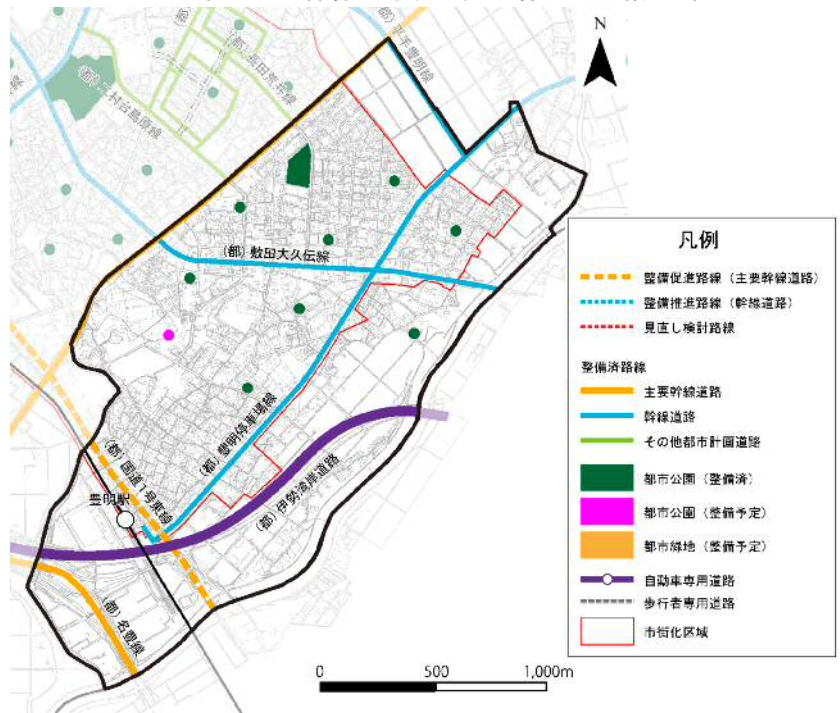 (都) 平手豊明線
N
(都) 敷田大久伝線
(都) 豊明停車場線
(都) 国道1号東線
豊明駅
(都) 伊勢湾岸道路
(都) 名豊線
0 500 1,000m
凡例
整備促進路線（主要幹線道路）
整備推進路線（幹線道路）
見直し検討路線
整備済路線
主要幹線道路
幹線道路
その他都市計画道路
都市公園（整備済）
都市公園（整備予定）
都市緑地（整備予定）
自動車専用道路
歩行者専用道路
市街化区域